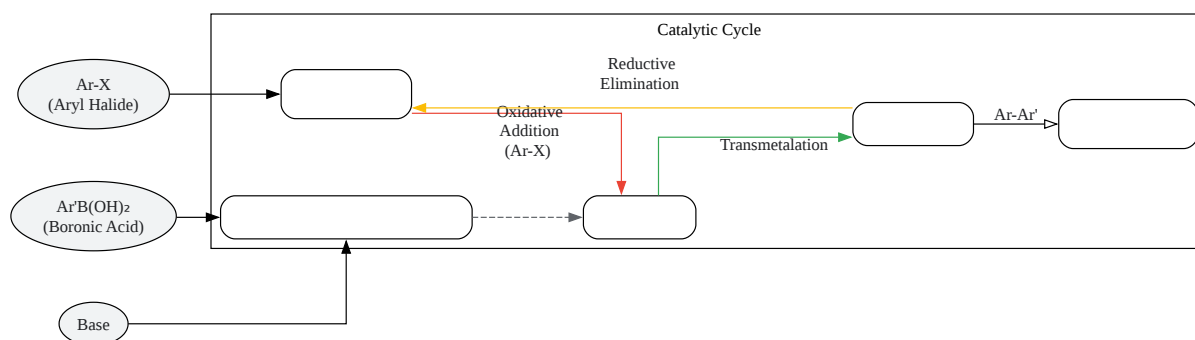 Catalytic Cycle
Ar-X
(Aryl Halide)
Reductive
Elimination
Oxidative
Addition
(Ar-X)
Transmetalation
Ar-Ar'
Ar'B(OH)₂
(Boronic Acid)
Base